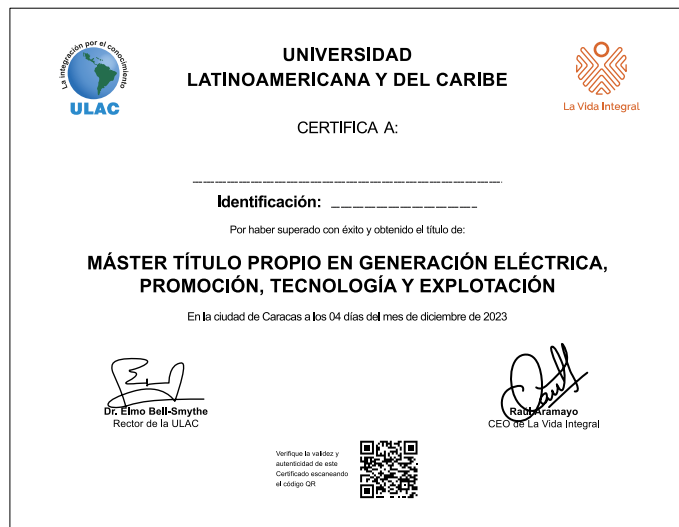 La integración por el conocimiento
ULAC
UNIVERSIDAD
LATINOAMERICANA Y DEL CARIBE
La Vida Integral
CERTIFICA A:
Identificación:
Por haber superado con éxito y obtenido el título de:
MÁSTER TÍTULO PROPIO EN GENERACIÓN ELÉCTRICA,
PROMOCIÓN, TECNOLOGÍA Y EXPLOTACIÓN
En la ciudad de Caracas a los 04 días del mes de diciembre de 2023
Dr. Elmo Bell-Smythe
Rector de la ULAC
Raúl Aramayo
CEO de La Vida Integral
Verifique la validez y
autenticidad de este
Certificado escaneando
el código QR